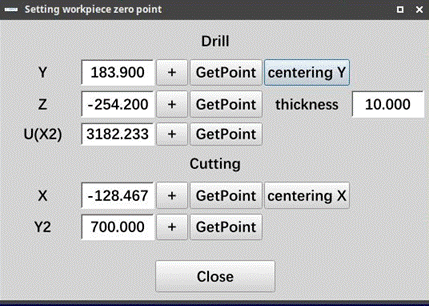 Setting workpiece zero point
Drill
Y 183.900 + GetPoint centering Y
Z -254.200 + GetPoint thickness 10.000
U(X2) 3182.233 + GetPoint
Cutting
X -128.467 + GetPoint centering X
Y2 700.000 + GetPoint
Close